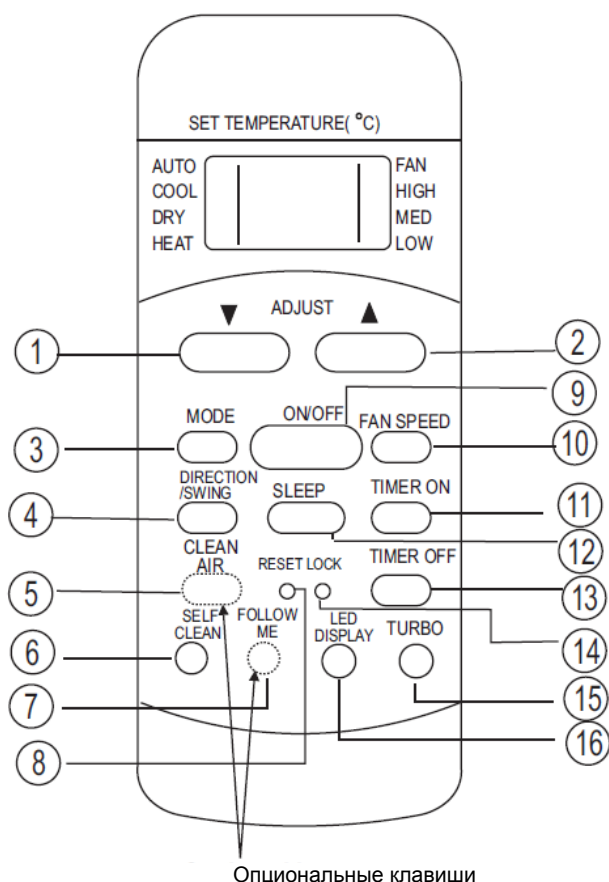 SET TEMPERATURE( °C)
AUTO
COOL
DRY
HEAT
FAN
HIGH
MED
LOW
▼ ADJUST ▲
1
2
9
MODE
ON/OFF
FAN SPEED
3
10
DIRECTION
/SWING
SLEEP
TIMER ON
4
11
12
CLEAN
AIR
RESET LOCK
TIMER OFF
5
13
SELF
CLEAN
FOLLOW
ME
LED
DISPLAY
TURBO
6
14
7
15
8
16
Опциональные клавиши